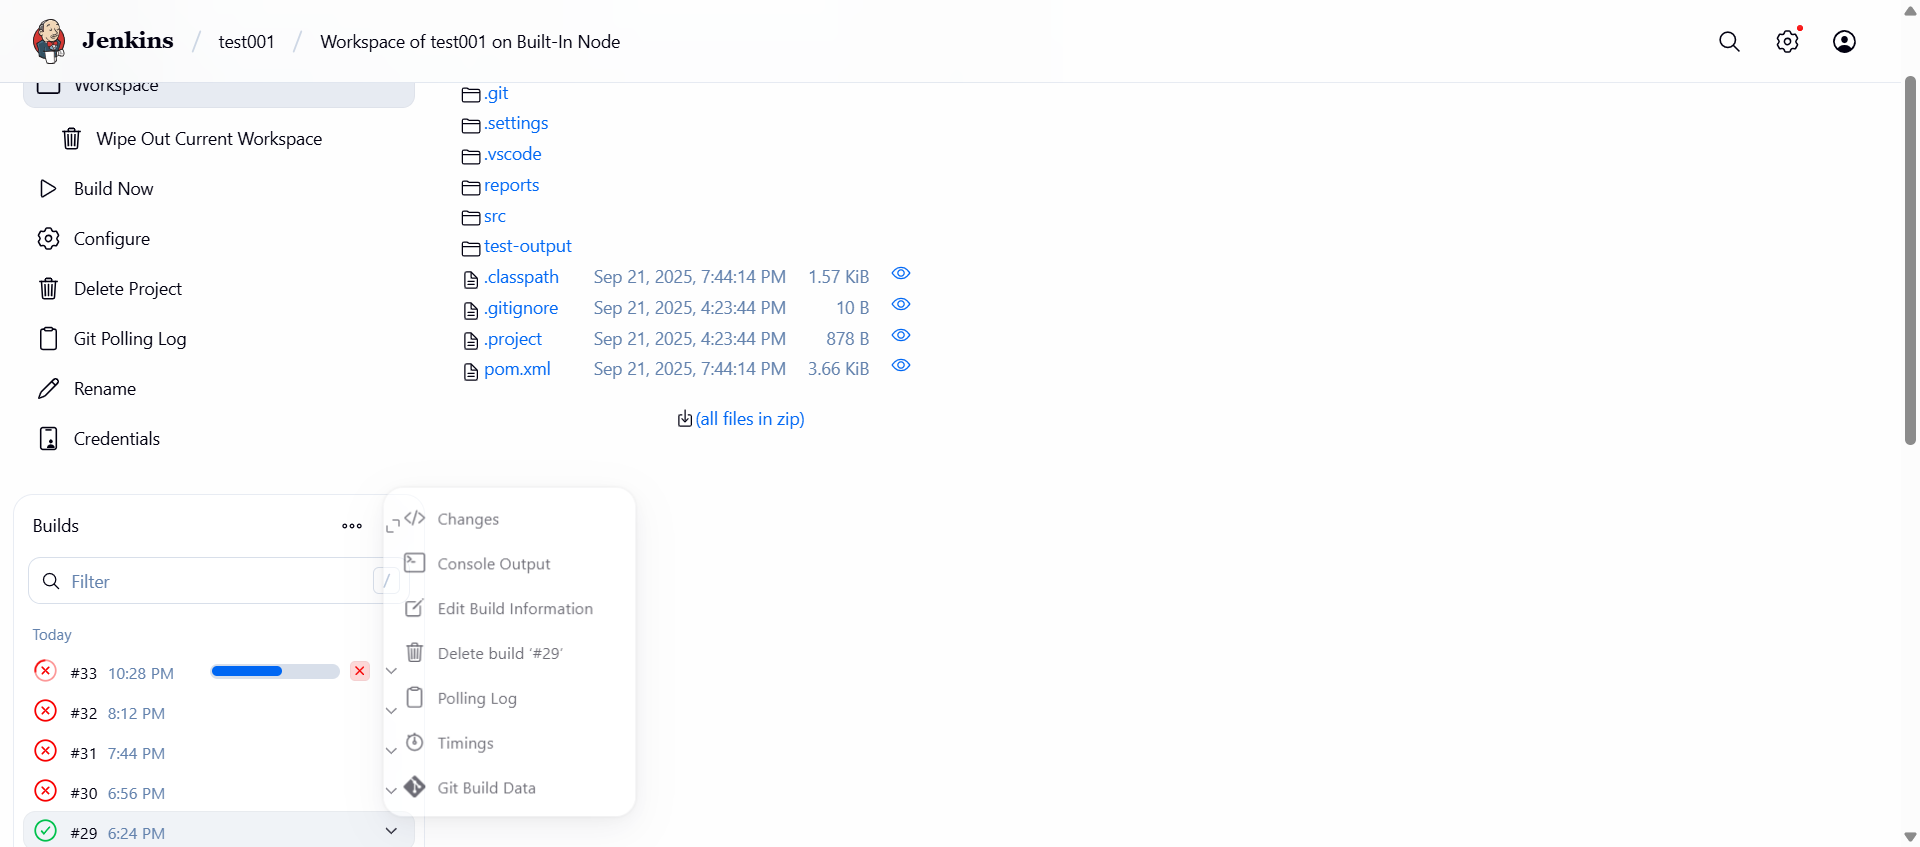 Jenkins / test001 / Workspace of test001 on Built-In Node
Workspace
Wipe Out Current Workspace
Build Now
Configure
Delete Project
Git Polling Log
Rename
Credentials
.git
.settings
.vscode
reports
src
test-output
.classpath Sep 21, 2025, 7:44:14 PM 1.57 KiB
.gitignore Sep 21, 2025, 4:23:44 PM 10 B
.project Sep 21, 2025, 4:23:44 PM 878 B
pom.xml Sep 21, 2025, 7:44:14 PM 3.66 KiB
(all files in zip)
Builds
Filter /
Today
#33 10:28 PM
#32 8:12 PM
#31 7:44 PM
#30 6:56 PM
#29 6:24 PM
Changes
Console Output
Edit Build Information
Delete build ‘#29’
Polling Log
Timings
Git Build Data